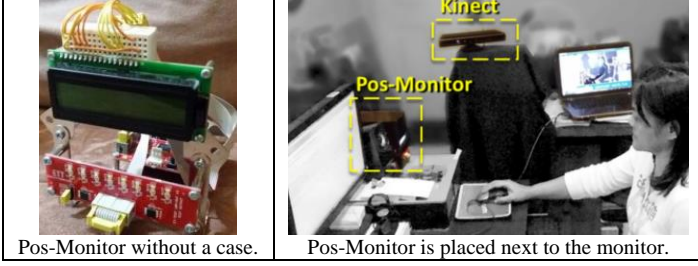 Kinect
Pos-Monitor
Pos-Monitor without a case.
Pos-Monitor is placed next to the monitor.